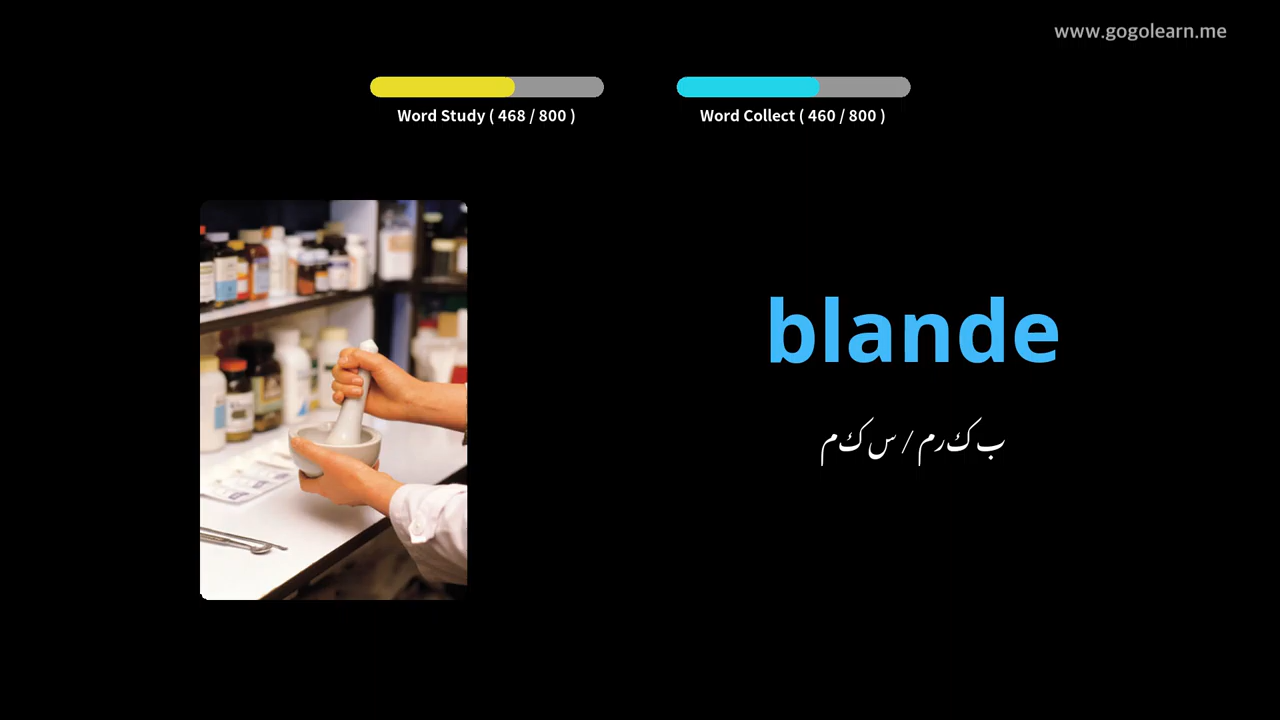 www.gogolearn.me
Word Study ( 468 / 800 )
Word Collect ( 460 / 800 )
blande
ب ك رم / س ك م